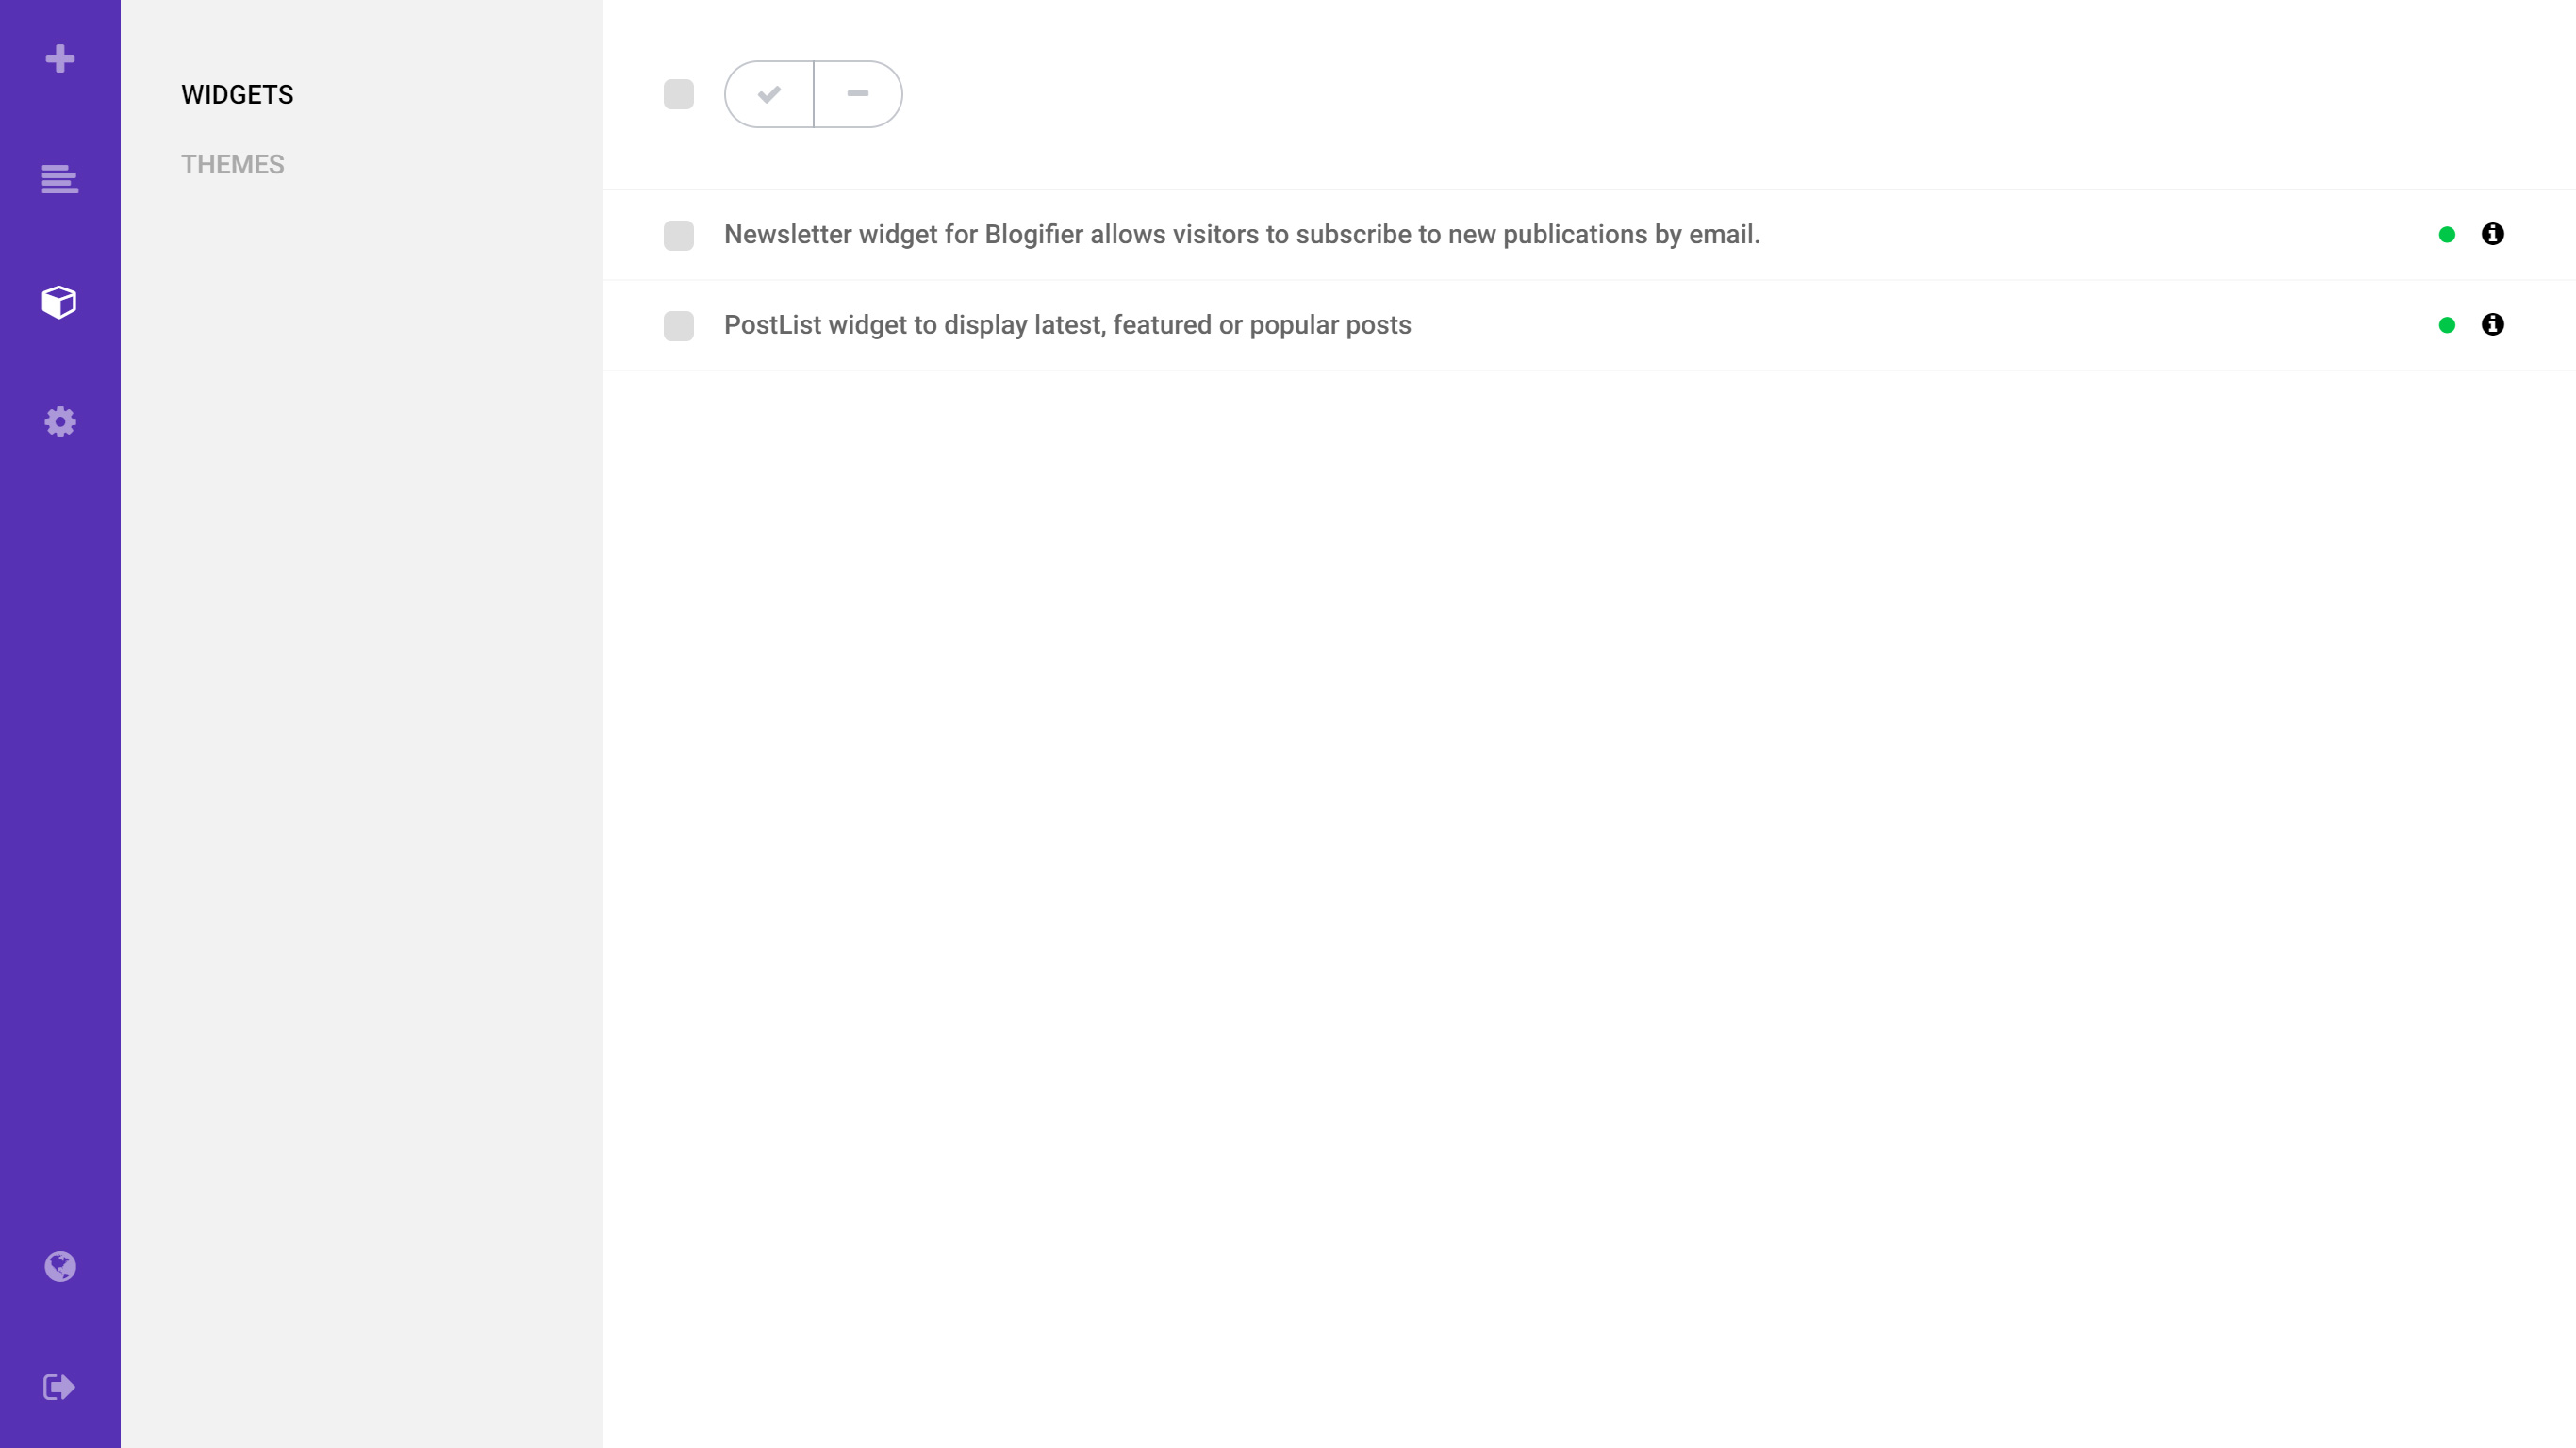 WIDGETS
THEMES
Newsletter widget for Blogifier allows visitors to subscribe to new publications by email.
PostList widget to display latest, featured or popular posts